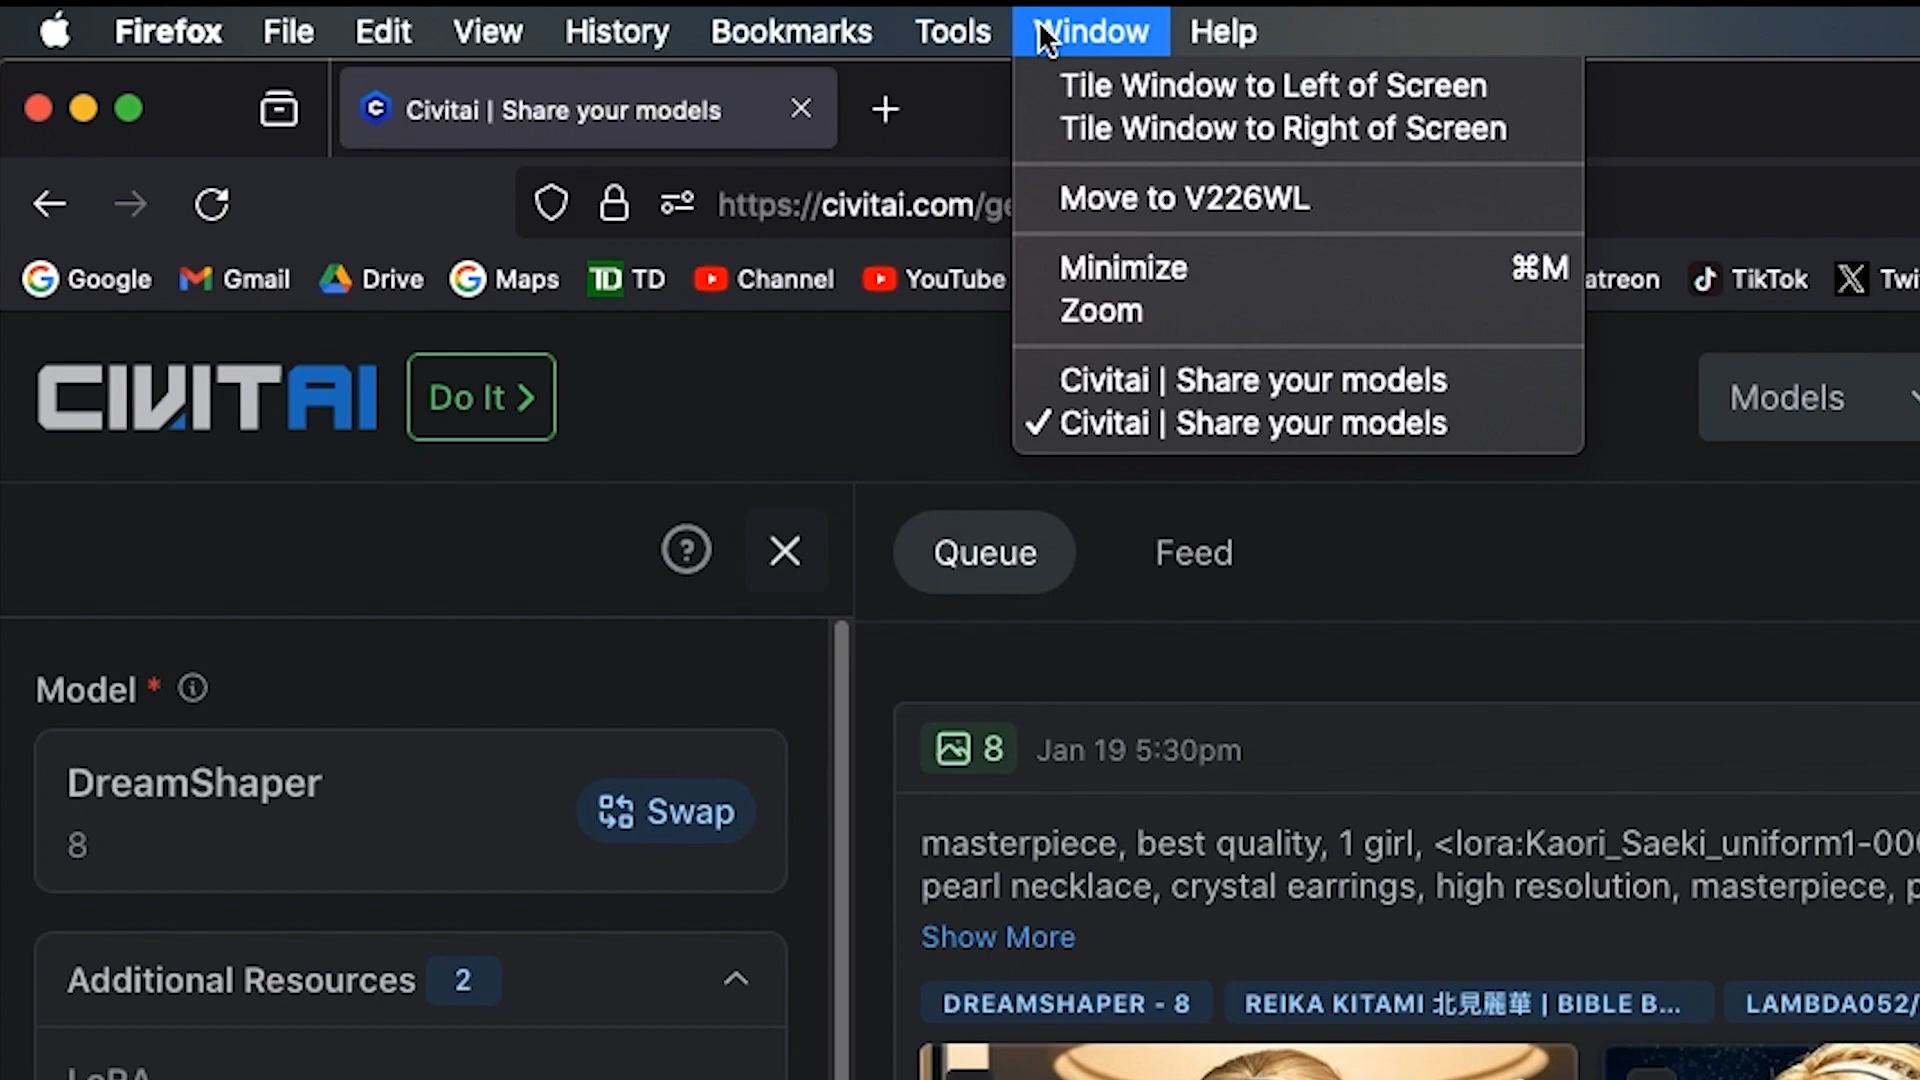 Firefox File Edit View History Bookmarks Tools Window Help
Civitai | Share your models
Tile Window to Left of Screen
Tile Window to Right of Screen
Move to V226WL
Minimize ⌘M
Zoom
Civitai | Share your models
✓ Civitai | Share your models
https://civitai.com/ge
Google Gmail Drive Maps TD Channel YouTube atreon TikTok Twi
CIVITAI Do It > Models
Queue Feed
Model *
DreamShaper
8
Swap
Additional Resources 2
LoRA
8 Jan 19 5:30pm
masterpiece, best quality, 1 girl, <lora:Kaori_Saeki_uniform1-00
pearl necklace, crystal earrings, high resolution, masterpiece, p
Show More
DREAMSHAPER - 8 REIKA KITAMI 北見麗華 | BIBLE B... LAMBDA052/